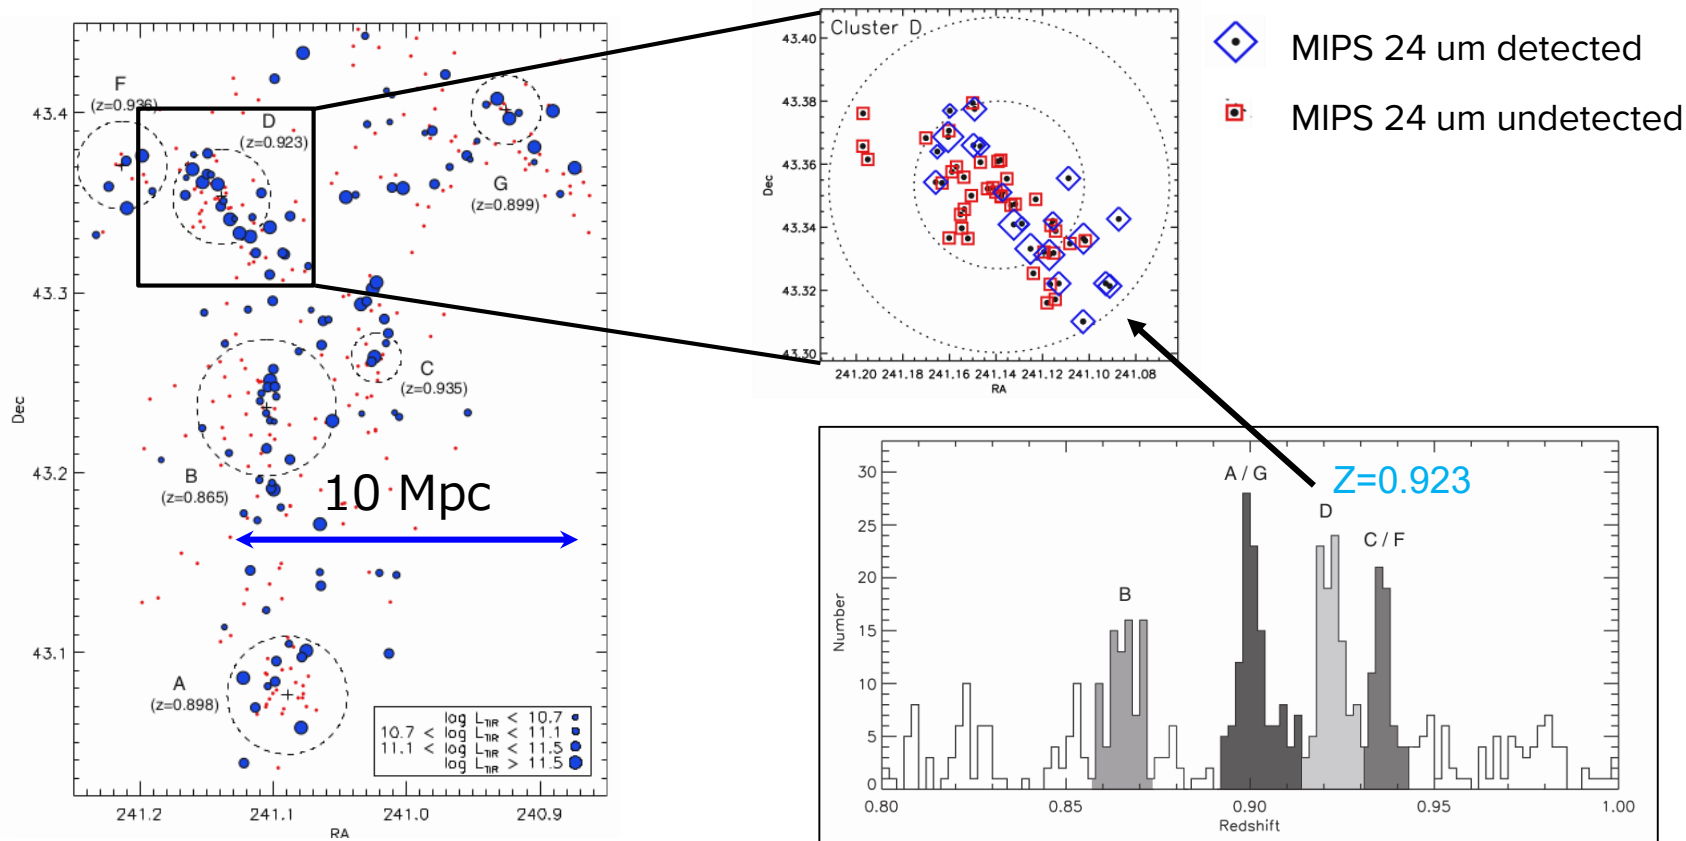 F
(z=0.936)
D
(z=0.923)
G
(z=0.899)
C
(z=0.935)
B
(z=0.865)
A
(z=0.898)
10 Mpc
log L_TIR < 10.7
10.7 < log L_TIR < 11.1
11.1 < log L_TIR < 11.5
log L_TIR > 11.5
43.4
43.3
43.2
43.1
Dec
241.2
241.1
241.0
240.9
RA
Cluster D
43.40
43.38
43.36
43.34
43.32
43.30
Dec
241.20 241.18 241.16 241.14 241.12 241.10 241.08
RA
MIPS 24 um detected
MIPS 24 um undetected
Z=0.923
A / G
D
C / F
B
30
25
20
15
10
5
0
Number
0.80
0.85
0.90
0.95
1.00
Redshift